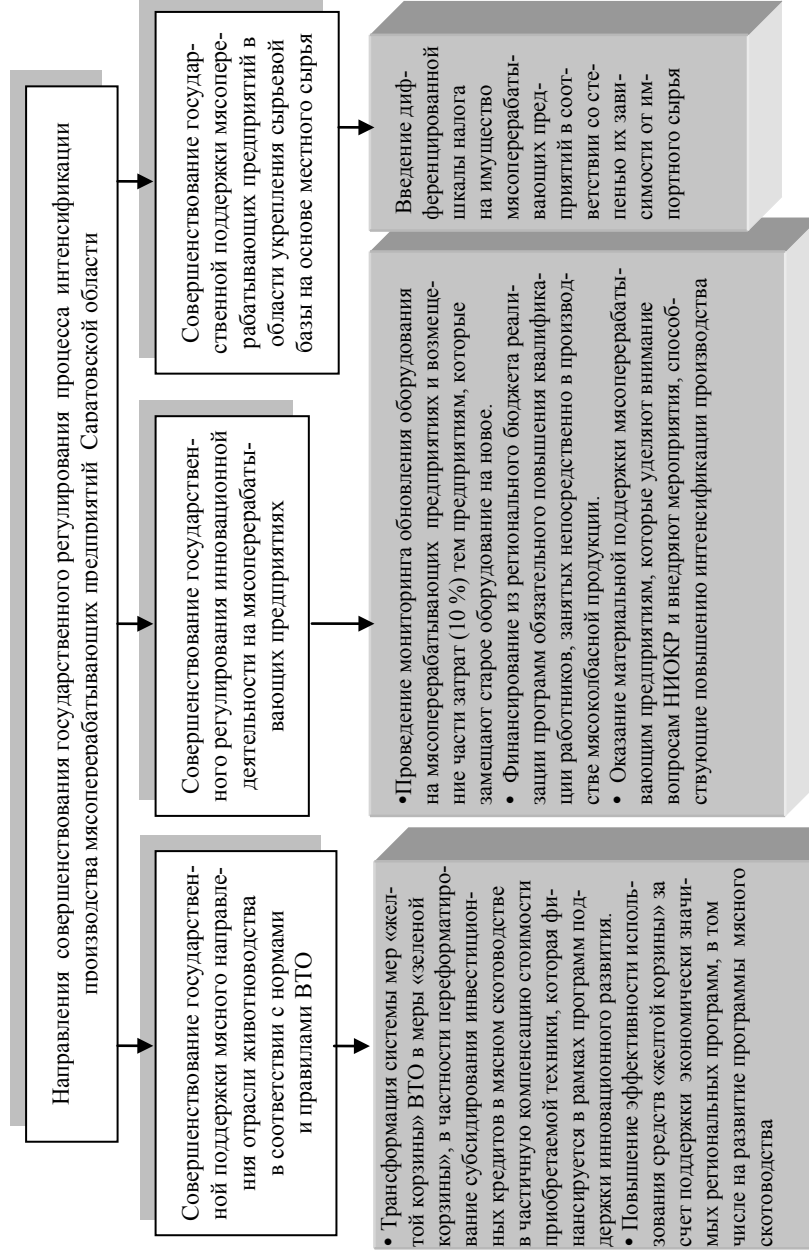 Направления совершенствования государственного регулирования процесса интенсификации
производства мясоперерабатывающих предприятий Саратовской области
Совершенствование государствен-
ной поддержки мясного направле-
ния отрасли животноводства
в соответствии с нормами
и правилами ВТО
Совершенствование государствен-
ного регулирования инновационной
деятельности на мясоперерабаты-
вающих предприятиях
Совершенствование государ-
ственной поддержки мясопере-
рабатывающих предприятий в
области укрепления сырьевой
базы на основе местного сырья
• Трансформация системы мер «жел-
той корзины» ВТО в меры «зеленой
корзины», в частности переформатиро-
вание субсидирования инвестицион-
ных кредитов в мясном скотоводстве
в частичную компенсацию стоимости
приобретаемой техники, которая фи-
нансируется в рамках программ под-
держки инновационного развития.
• Повышение эффективности исполь-
зования средств «желтой корзины» за
счет поддержки экономически значи-
мых региональных программ, в том
числе на развитие программы мясного
скотоводства
•Проведение мониторинга обновления оборудования
на мясоперерабатывающих предприятиях и возмеще-
ние части затрат (10 %) тем предприятиям, которые
замещают старое оборудование на новое.
• Финансирование из регионального бюджета реали-
зации программ обязательного повышения квалифика-
ции работников, занятых непосредственно в производ-
стве мясоколбасной продукции.
• Оказание материальной поддержки мясоперерабаты-
вающим предприятиям, которые уделяют внимание
вопросам НИОКР и внедряют мероприятия, способ-
ствующие повышению интенсификации производства
Введение диф-
ференцированной
шкалы налога
на имущество
мясоперерабаты-
вающих пред-
приятий в соот-
ветствии со сте-
пенью их зави-
симости от им-
портного сырья